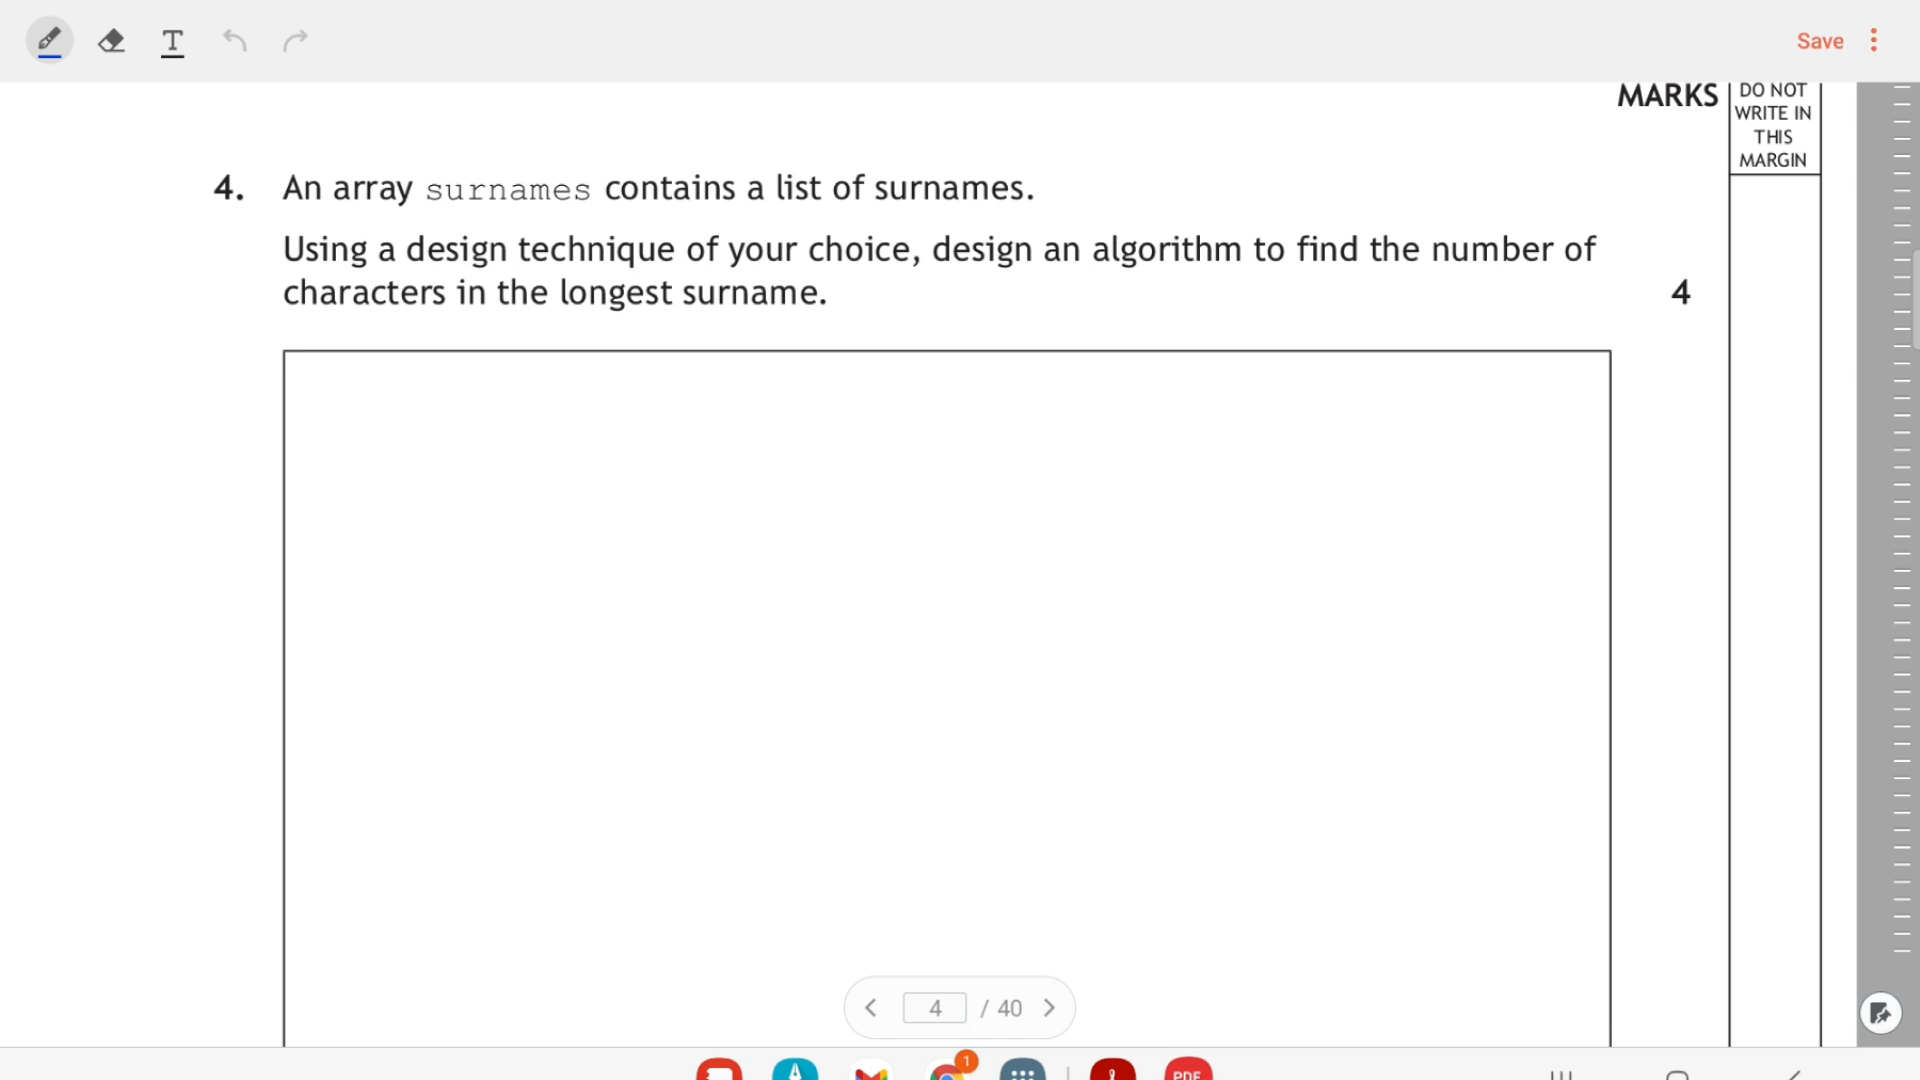 T
Save
MARKS
DO NOT
WRITE IN
THIS
MARGIN
4. An array surnames contains a list of surnames.
Using a design technique of your choice, design an algorithm to find the number of
characters in the longest surname.
4
4 / 40
1
PDF